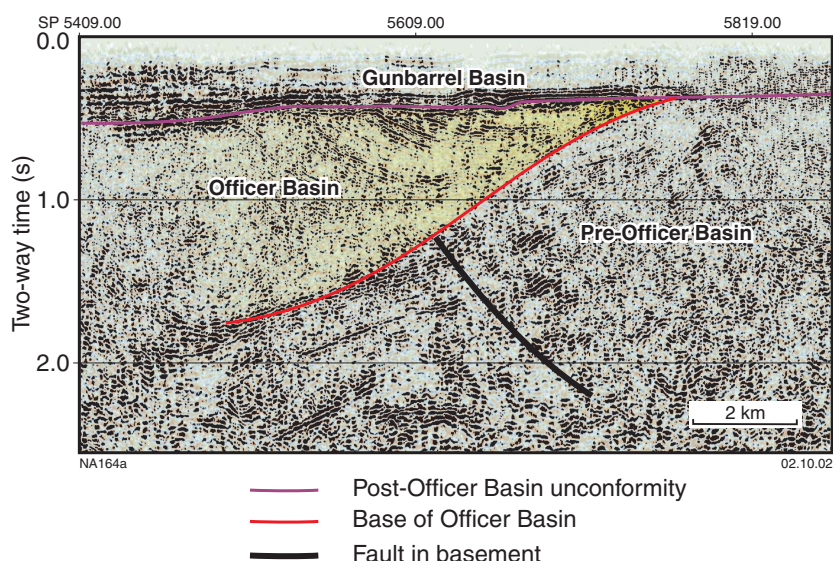 SP 5409.00 5609.00 5819.00
0.0
Gunbarrel Basin
Officer Basin
1.0
Pre-Officer Basin
Two-way time (s)
2.0
2 km
NA164a 02.10.02
Post-Officer Basin unconformity
Base of Officer Basin
Fault in basement